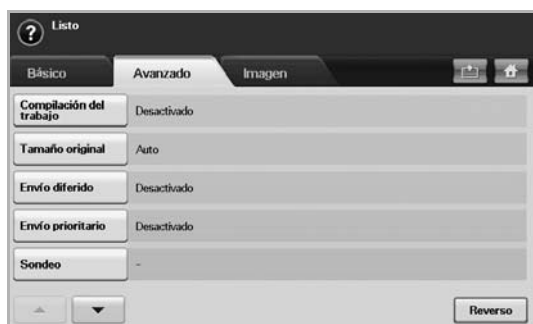 Listo
Básico Avanzado Imagen
Compilación del
trabajo
Desactivado
Tamaño original
Auto
Envío diferido
Desactivado
Envío prioritario
Desactivado
Sondeo
-
Reverso